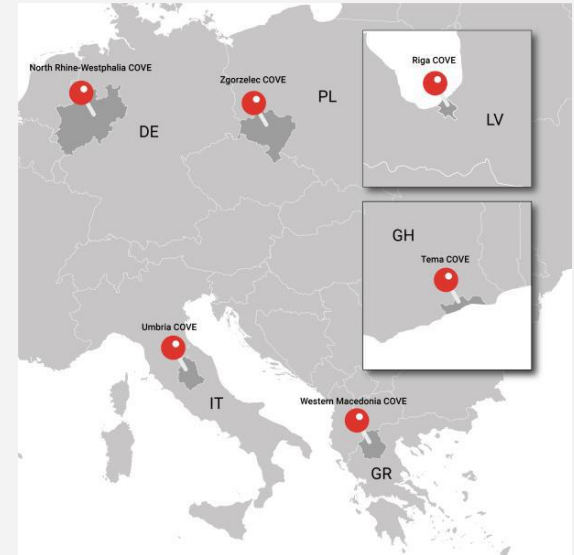 North Rhine-Westphalia COVE
Zgorzelec COVE
Riga COVE
PL
LV
DE
GH
Tema COVE
Umbria COVE
IT
Western Macedonia COVE
GR